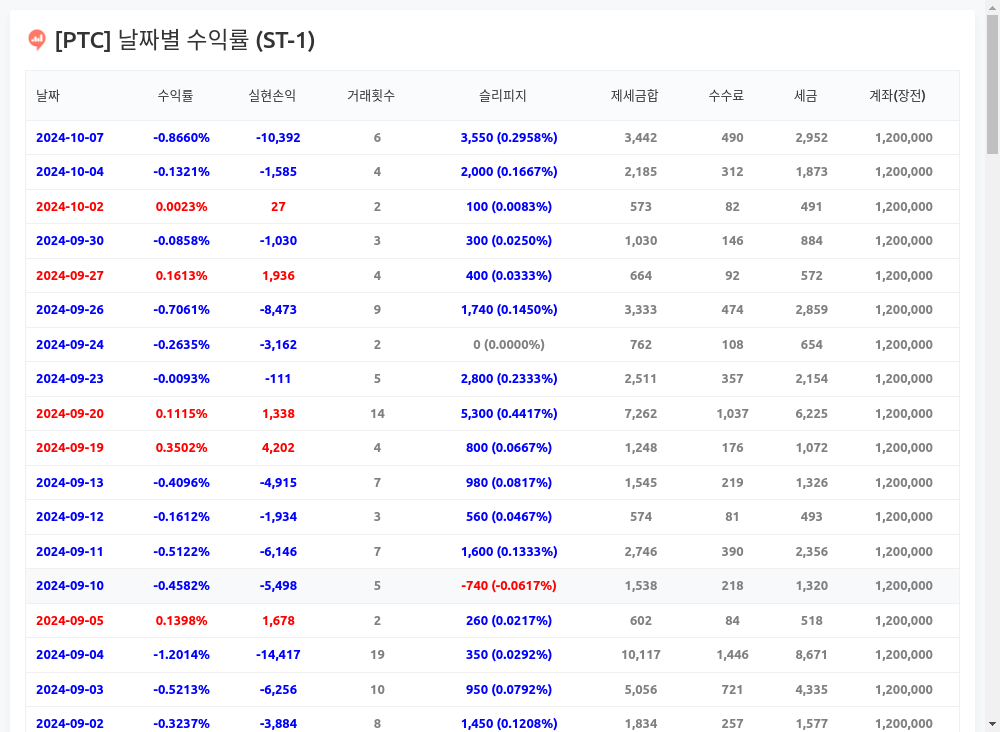 [PTC] 날짜별 수익률 (ST-1)
날짜 수익률 실현손익 거래횟수 슬리피지 제세금합 수수료 세금 계좌(장전)
2024-10-07 -0.8660% -10,392 6 3,550 (0.2958%) 3,442 490 2,952 1,200,000
2024-10-04 -0.1321% -1,585 4 2,000 (0.1667%) 2,185 312 1,873 1,200,000
2024-10-02 0.0023% 27 2 100 (0.0083%) 573 82 491 1,200,000
2024-09-30 -0.0858% -1,030 3 300 (0.0250%) 1,030 146 884 1,200,000
2024-09-27 0.1613% 1,936 4 400 (0.0333%) 664 92 572 1,200,000
2024-09-26 -0.7061% -8,473 9 1,740 (0.1450%) 3,333 474 2,859 1,200,000
2024-09-24 -0.2635% -3,162 2 0 (0.0000%) 762 108 654 1,200,000
2024-09-23 -0.0093% -111 5 2,800 (0.2333%) 2,511 357 2,154 1,200,000
2024-09-20 0.1115% 1,338 14 5,300 (0.4417%) 7,262 1,037 6,225 1,200,000
2024-09-19 0.3502% 4,202 4 800 (0.0667%) 1,248 176 1,072 1,200,000
2024-09-13 -0.4096% -4,915 7 980 (0.0817%) 1,545 219 1,326 1,200,000
2024-09-12 -0.1612% -1,934 3 560 (0.0467%) 574 81 493 1,200,000
2024-09-11 -0.5122% -6,146 7 1,600 (0.1333%) 2,746 390 2,356 1,200,000
2024-09-10 -0.4582% -5,498 5 -740 (-0.0617%) 1,538 218 1,320 1,200,000
2024-09-05 0.1398% 1,678 2 260 (0.0217%) 602 84 518 1,200,000
2024-09-04 -1.2014% -14,417 19 350 (0.0292%) 10,117 1,446 8,671 1,200,000
2024-09-03 -0.5213% -6,256 10 950 (0.0792%) 5,056 721 4,335 1,200,000
2024-09-02 -0.3237% -3,884 8 1,450 (0.1208%) 1,834 257 1,577 1,200,000